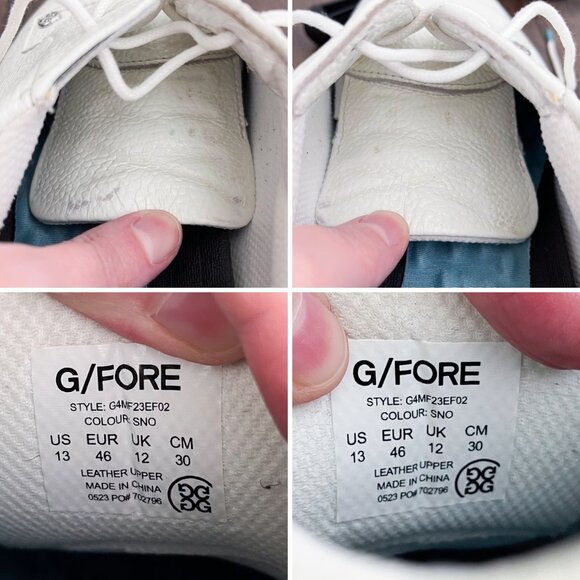 G/FORE
STYLE: G4MF23EF02
COLOUR: SNO
US EUR UK CM
13 46 12 30
LEATHER UPPER
MADE IN CHINA
0523 PO# 702796
GGGG
G/FORE
STYLE: G4MF23EF02
COLOUR: SNO
US EUR UK CM
13 46 12 30
LEATHER UPPER
MADE IN CHINA
0523 PO# 702796
GGGG